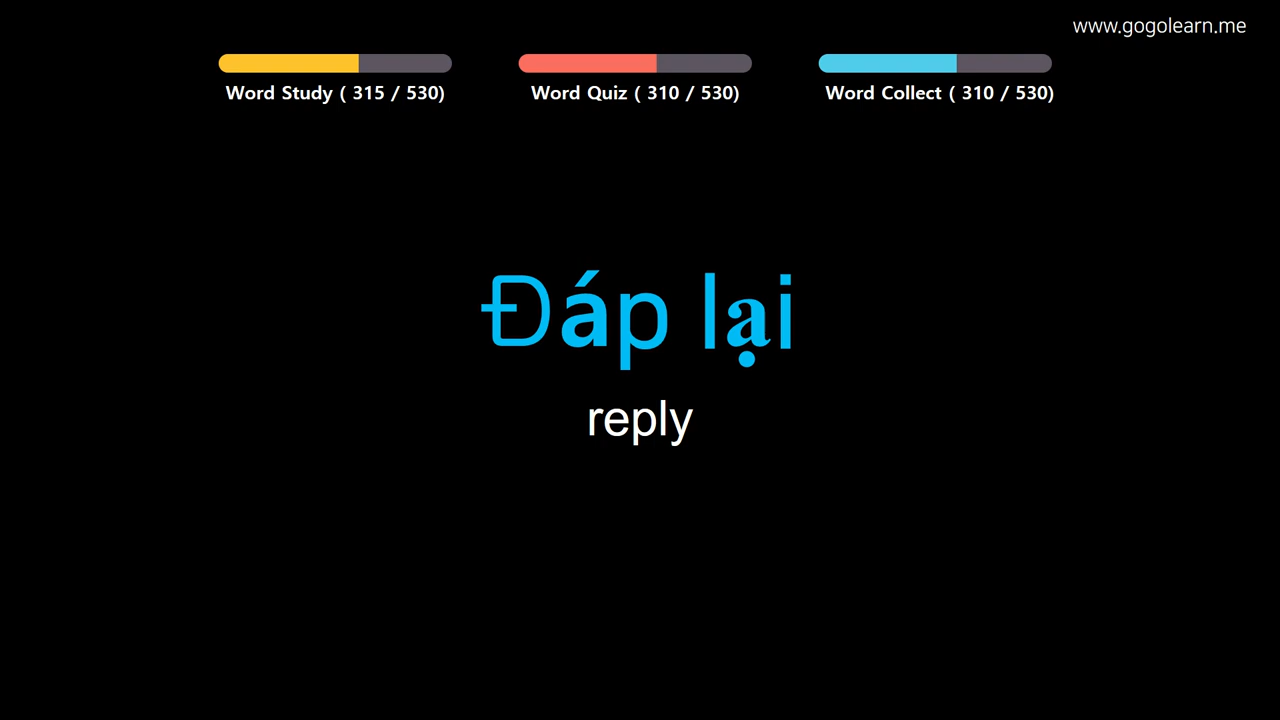 www.gogolearn.me
Word Study ( 315 / 530)
Word Quiz ( 310 / 530)
Word Collect ( 310 / 530)
Đáp lại
reply